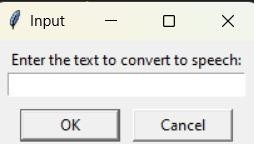 Input
Enter the text to convert to speech:
OK
Cancel